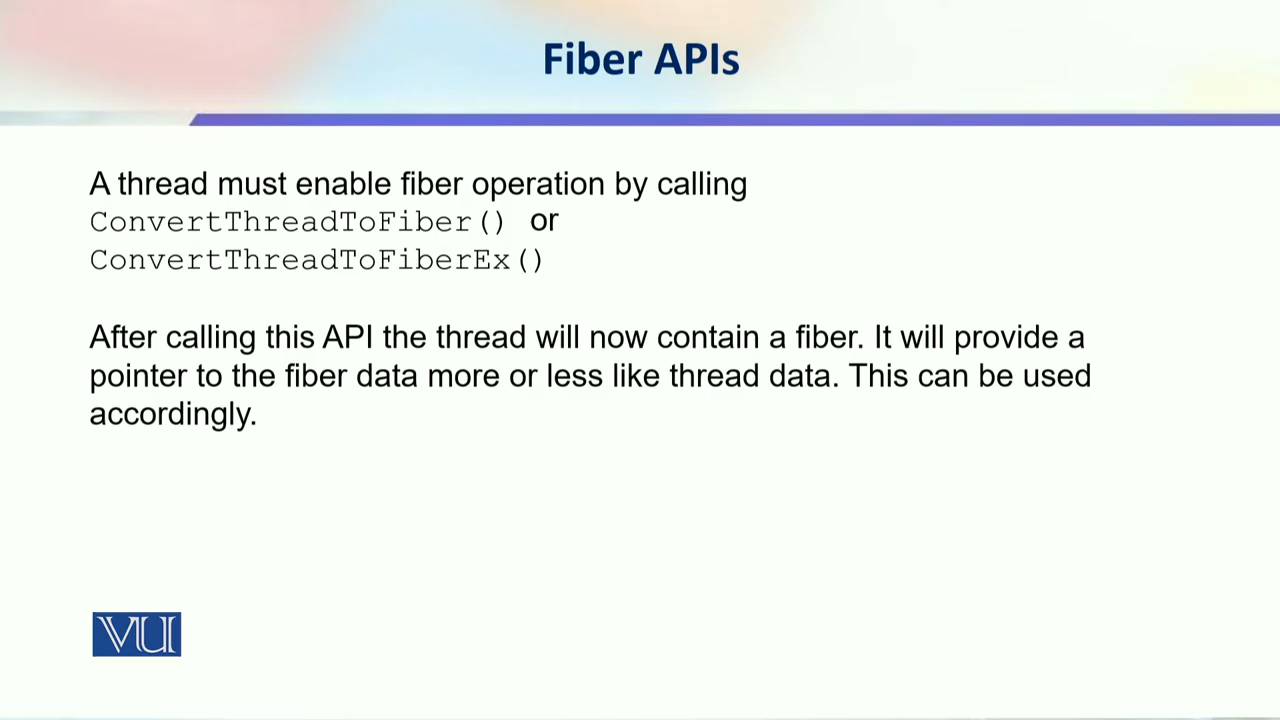 Fiber APIs
A thread must enable fiber operation by calling
ConvertThreadToFiber() or
ConvertThreadToFiberEx()
After calling this API the thread will now contain a fiber. It will provide a
pointer to the fiber data more or less like thread data. This can be used
accordingly.
VU